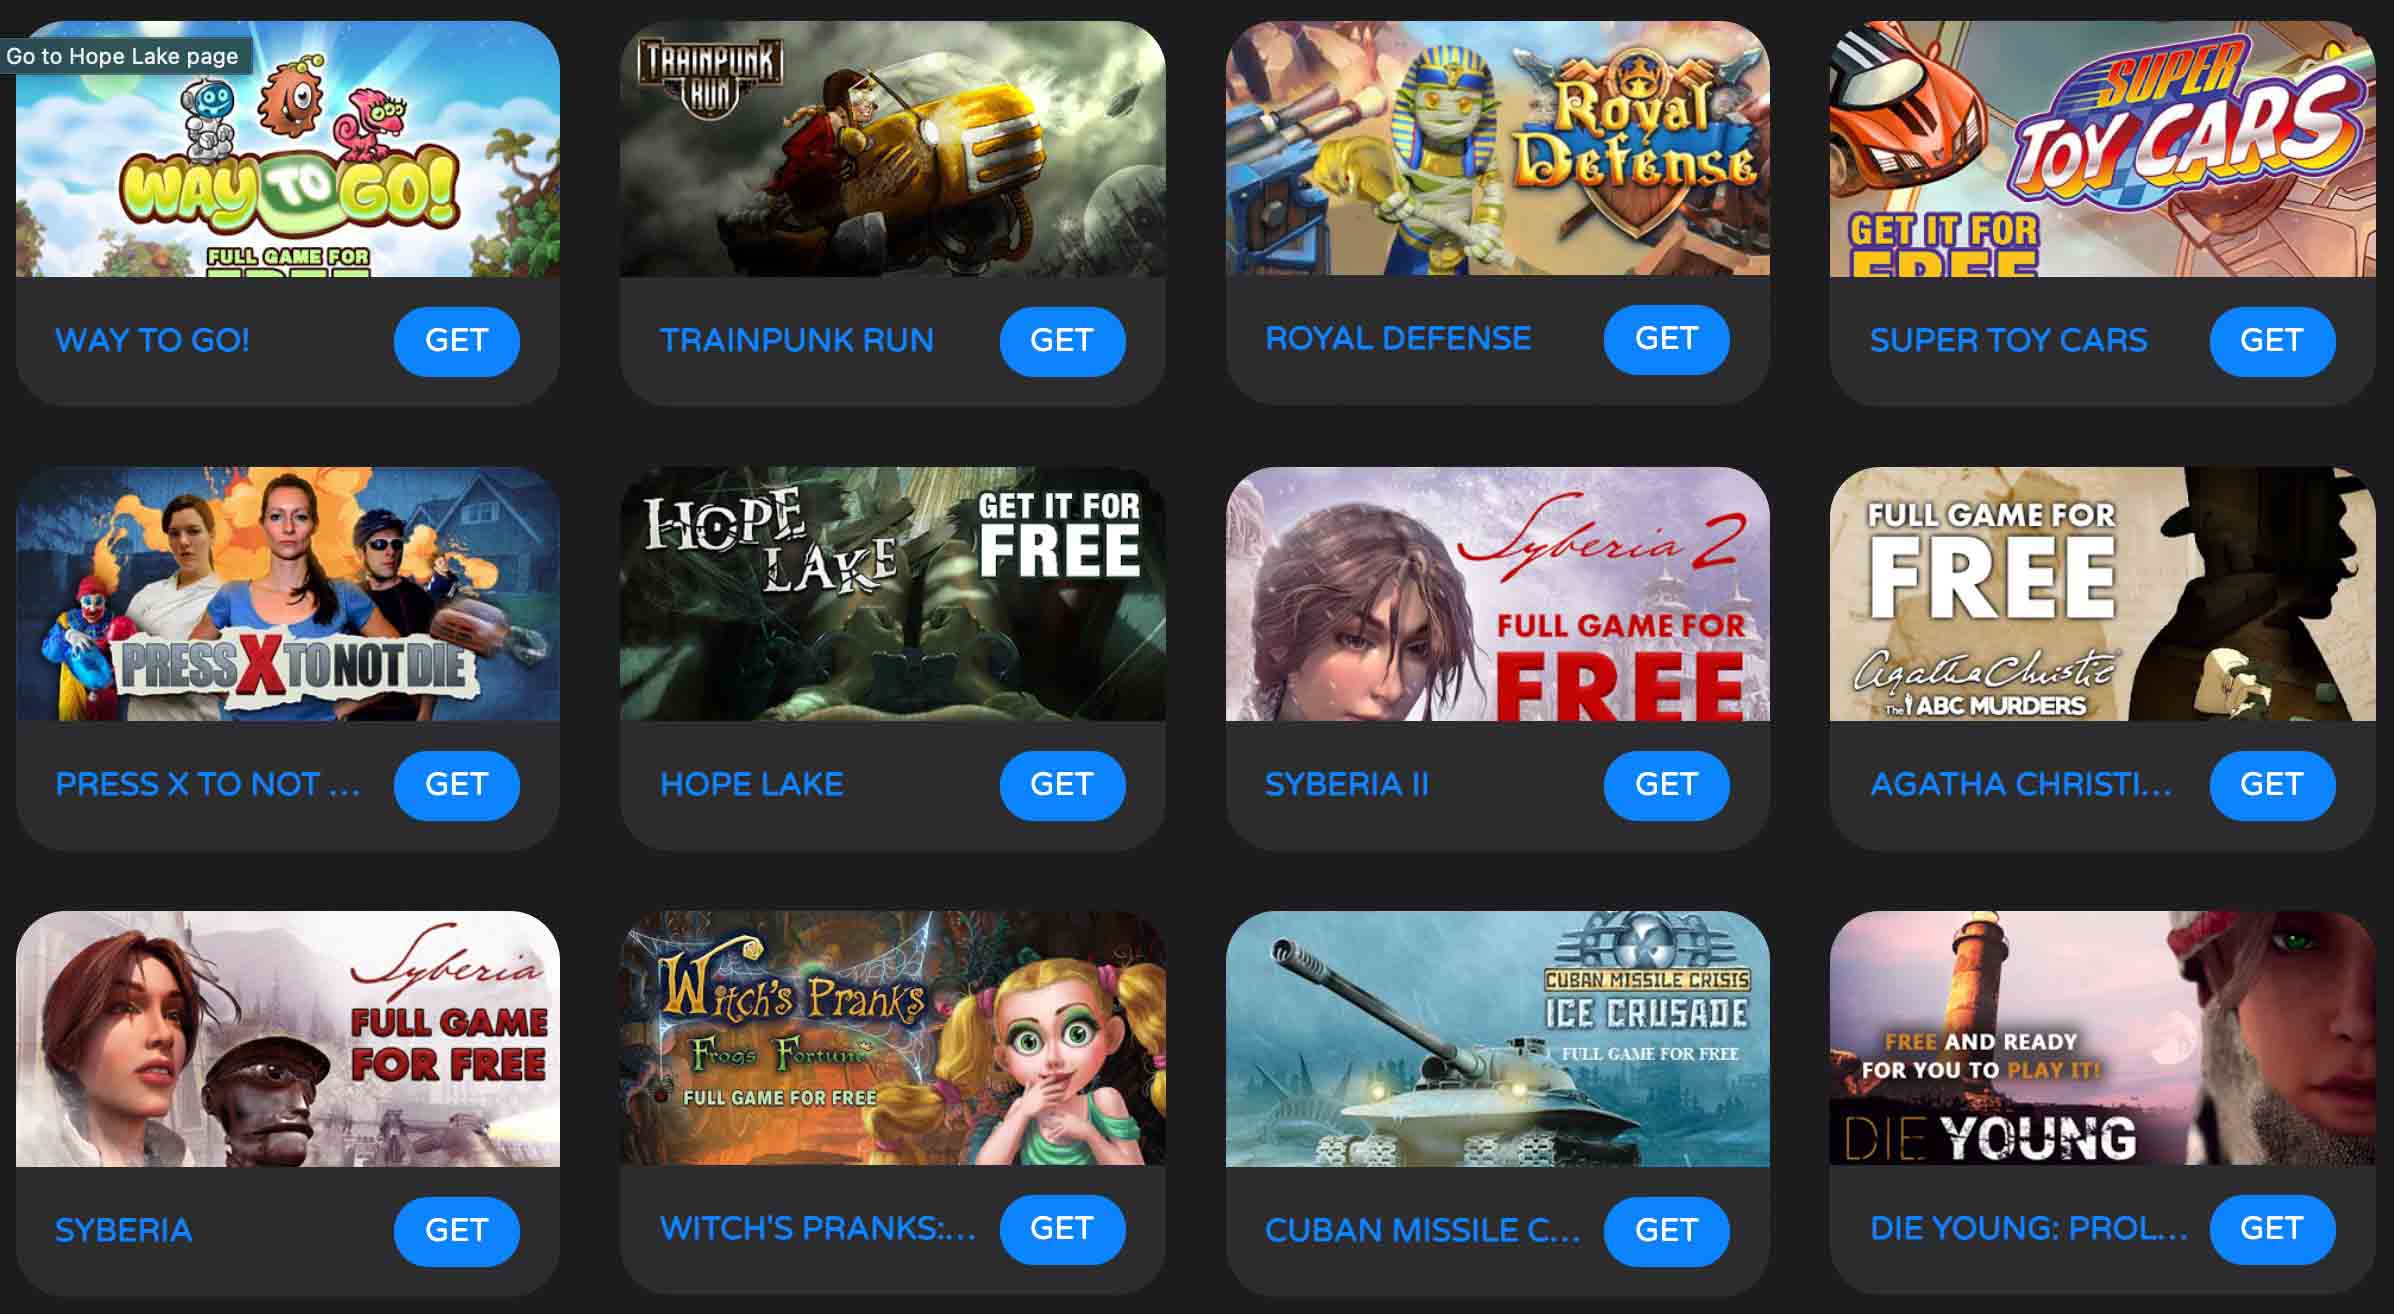 Go to Hope Lake page
WAY TO GO!
FULL GAME FOR
FREE
TRAINPUNK
RUN
Royal
Defense
SUPER
TOY CARS
GET IT FOR
FREE
WAY TO GO!
GET
TRAINPUNK RUN
GET
ROYAL DEFENSE
GET
SUPER TOY CARS
GET
PRESS X TO NOT DIE
HOPE
LAKE
GET IT FOR
FREE
Syberia 2
FULL GAME FOR
FREE
FULL GAME FOR
FREE
Agatha Christie
The ABC MURDERS
PRESS X TO NOT ...
GET
HOPE LAKE
GET
SYBERIA II
GET
AGATHA CHRISTI...
GET
Syberia
FULL GAME
FOR FREE
Witch's Pranks
Frog's Fortune
FULL GAME FOR FREE
CUBAN MISSILE CRISIS
ICE CRUSADE
FULL GAME FOR FREE
FREE AND READY
FOR YOU TO PLAY IT!
DIE YOUNG
SYBERIA
GET
WITCH'S PRANKS:...
GET
CUBAN MISSILE C...
GET
DIE YOUNG: PROL...
GET